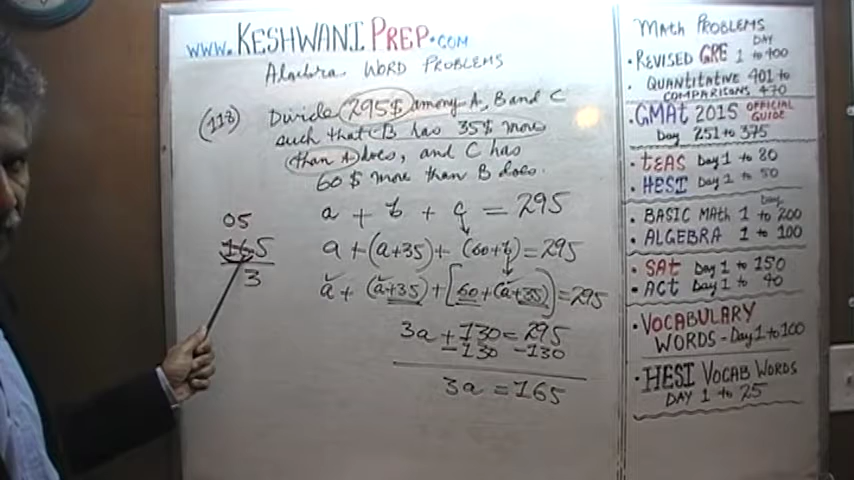 www.KESHWANI PREP.COM
Algebra WORD PROBLEMS
(118) Divide 295$ among A, B and C
such that B has 35$ more
than A does, and C has
60$ more than B does.
a + b + c = 295
a + (a+35) + (60+b) = 295
a + (a+35) + [60+(a+35)] = 295
3a + 130 = 295
-130 -130
3a = 165
05
165
3
MATH PROBLEMS
DAY
• REVISED GRE 1 to 400
• QUANTITATIVE 401 to
COMPARISONS 470
• GMAT 2015 OFFICIAL GUIDE
Day 251 to 375
• TEAS Day 1 to 80
• HESI Day 1 to 50
Day
• BASIC MATH 1 to 200
• ALGEBRA 1 to 100
• SAT Day 1 to 150
• ACT Day 1 to 40
• VOCABULARY
WORDS - Day 1 to 100
• HESI VOCAB WORDS
DAY 1 to 25